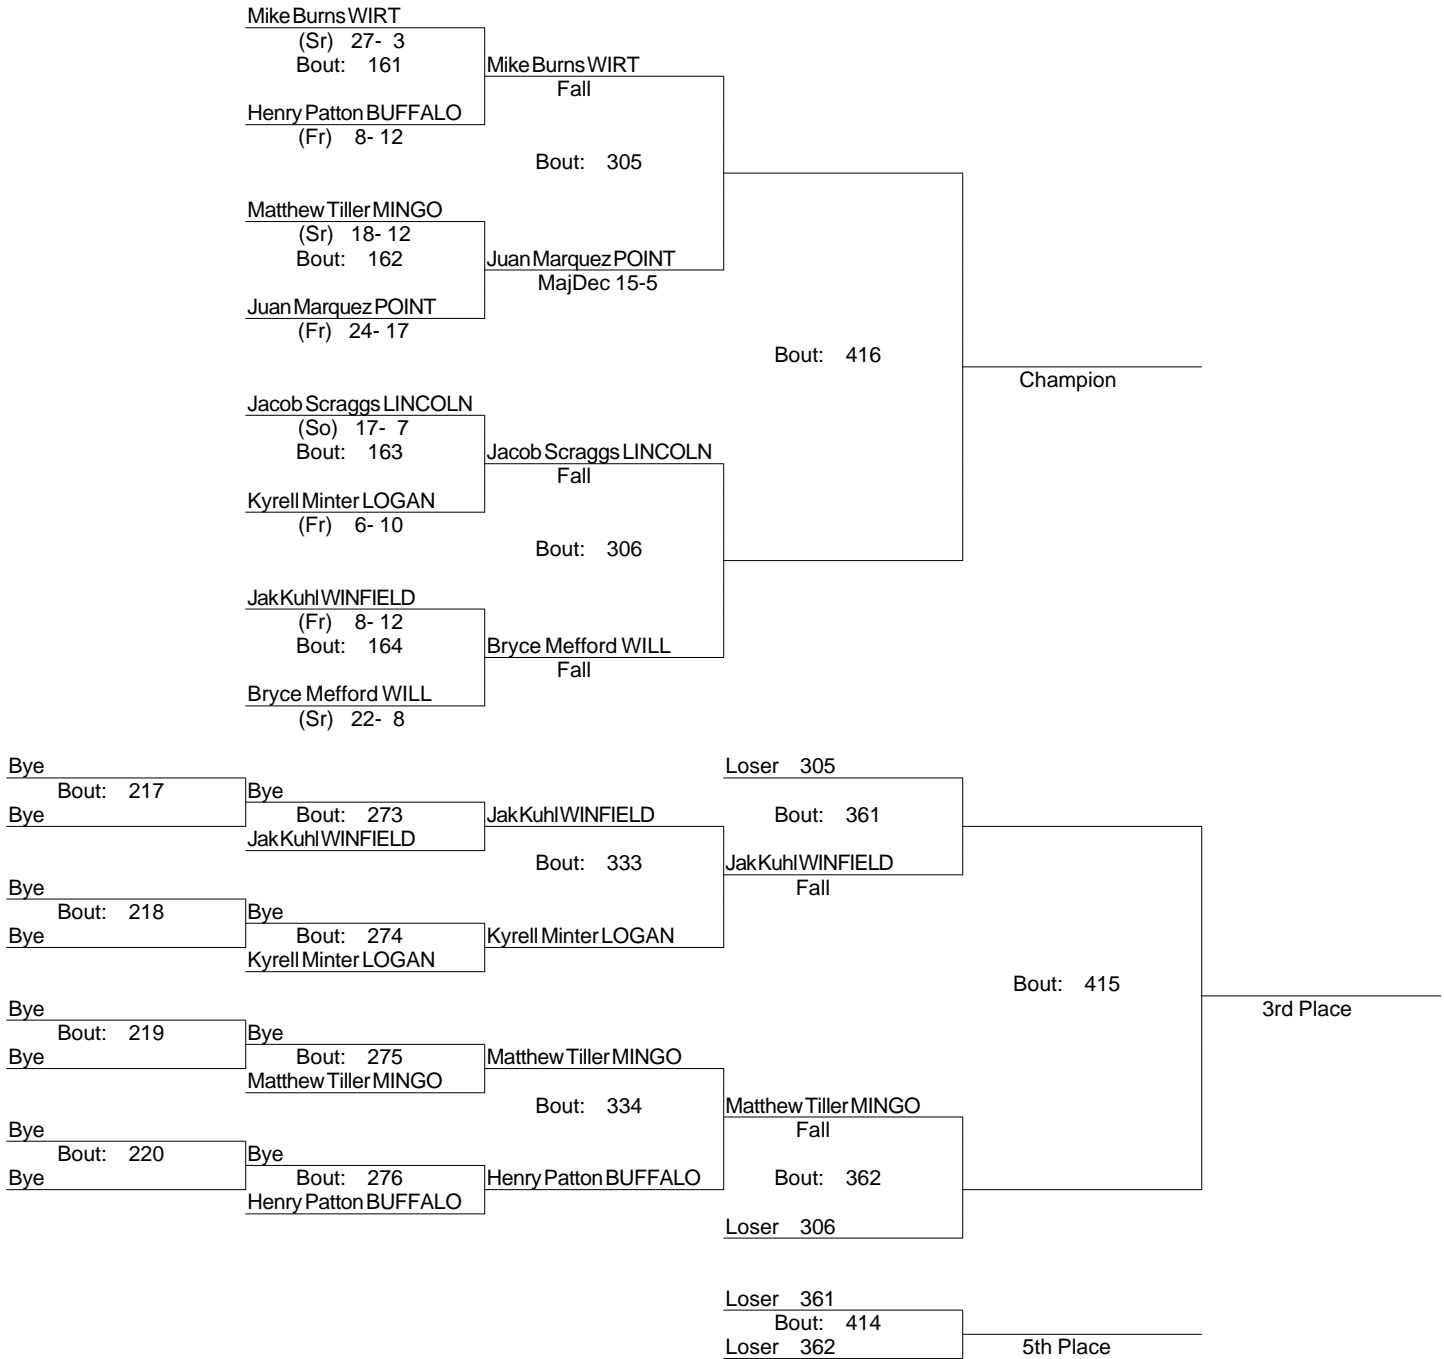 Mike Burns WIRT
(Sr) 27- 3
Bout: 161
Mike Burns WIRT
Fall
Henry Patton BUFFALO
(Fr) 8- 12
Bout: 305
Matthew Tiller MINGO
(Sr) 18- 12
Bout: 162
Juan Marquez POINT
MajDec 15-5
Juan Marquez POINT
(Fr) 24- 17
Bout: 416
Champion
Jacob Scraggs LINCOLN
(So) 17- 7
Bout: 163
Jacob Scraggs LINCOLN
Fall
Kyrell Minter LOGAN
(Fr) 6- 10
Bout: 306
Jak Kuhl WINFIELD
(Fr) 8- 12
Bout: 164
Bryce Mefford WILL
Fall
Bryce Mefford WILL
(Sr) 22- 8
Bye
Bout: 217
Bye
Bye
Bout: 273
Jak Kuhl WINFIELD
Jak Kuhl WINFIELD
Bout: 333
Loser 305
Bout: 361
Jak Kuhl WINFIELD
Fall
Bye
Bout: 218
Bye
Bye
Bout: 274
Kyrell Minter LOGAN
Kyrell Minter LOGAN
Bout: 415
3rd Place
Bye
Bout: 219
Bye
Bye
Bout: 275
Matthew Tiller MINGO
Matthew Tiller MINGO
Bout: 334
Matthew Tiller MINGO
Fall
Bye
Bout: 220
Bye
Bye
Bout: 276
Henry Patton BUFFALO
Henry Patton BUFFALO
Bout: 362
Loser 306
Loser 361
Bout: 414
Loser 362
5th Place